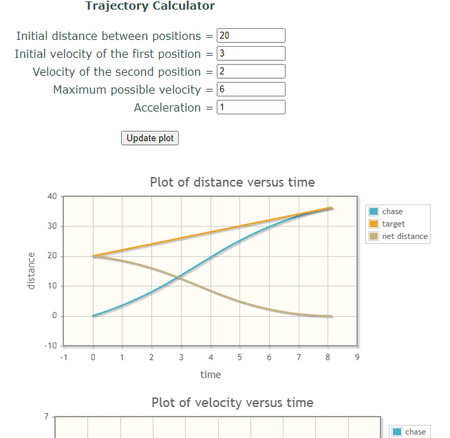 Trajectory Calculator
Initial distance between positions = 20
Initial velocity of the first position = 3
Velocity of the second position = 2
Maximum possible velocity = 6
Acceleration = 1
Update plot
Plot of distance versus time
40
30
20
10
0
-10
distance
-1 0 1 2 3 4 5 6 7 8 9
time
chase
target
net distance
Plot of velocity versus time
7
chase